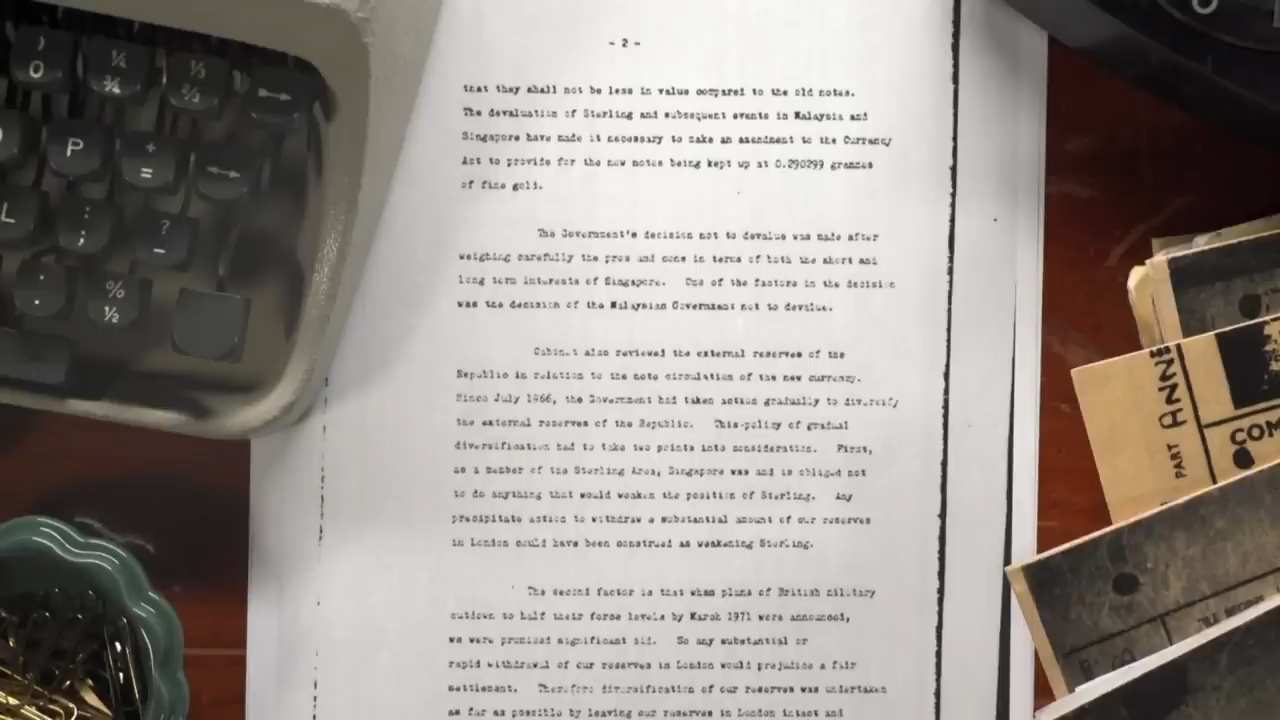 - 2 -
that they shall not be less in value compared to the old notes.
The devaluation of Sterling and subsequent events in Malaysia and
Singapore have made it necessary to make an amendment to the Currency
Act to provide for the new notes being kept up at 0.290299 grammes
of fine gold.
The Government's decision not to devalue was made after
weighing carefully the pros and cons in terms of both the short and
long term interests of Singapore. One of the factors in the decision
was the decision of the Malaysian Government not to devalue.
Cabinet also reviewed the external reserves of the
Republic in relation to the note circulation of the new currency.
Since July 1966, the Government had taken action gradually to diversify
the external reserves of the Republic. This policy of gradual
diversification had to take two points into consideration. First,
as a member of the Sterling Area, Singapore was and is obliged not
to do anything that would weaken the position of Sterling. Any
precipitate action to withdraw a substantial amount of our reserves
in London could have been construed as weakening Sterling.
The second factor is that when plans of British military
cutdown to half their force levels by March 1971 were announced,
we were promised significant aid. So any substantial or
rapid withdrawal of our reserves in London would prejudice a fair
settlement. Therefore diversification of our reserves was undertaken
as far as possible by leaving our reserves in London intact and
) 0
¼ ¾
⅓ ⅔
P
+ =
L
: ;
? -
.
% ½
PART ANN
COM